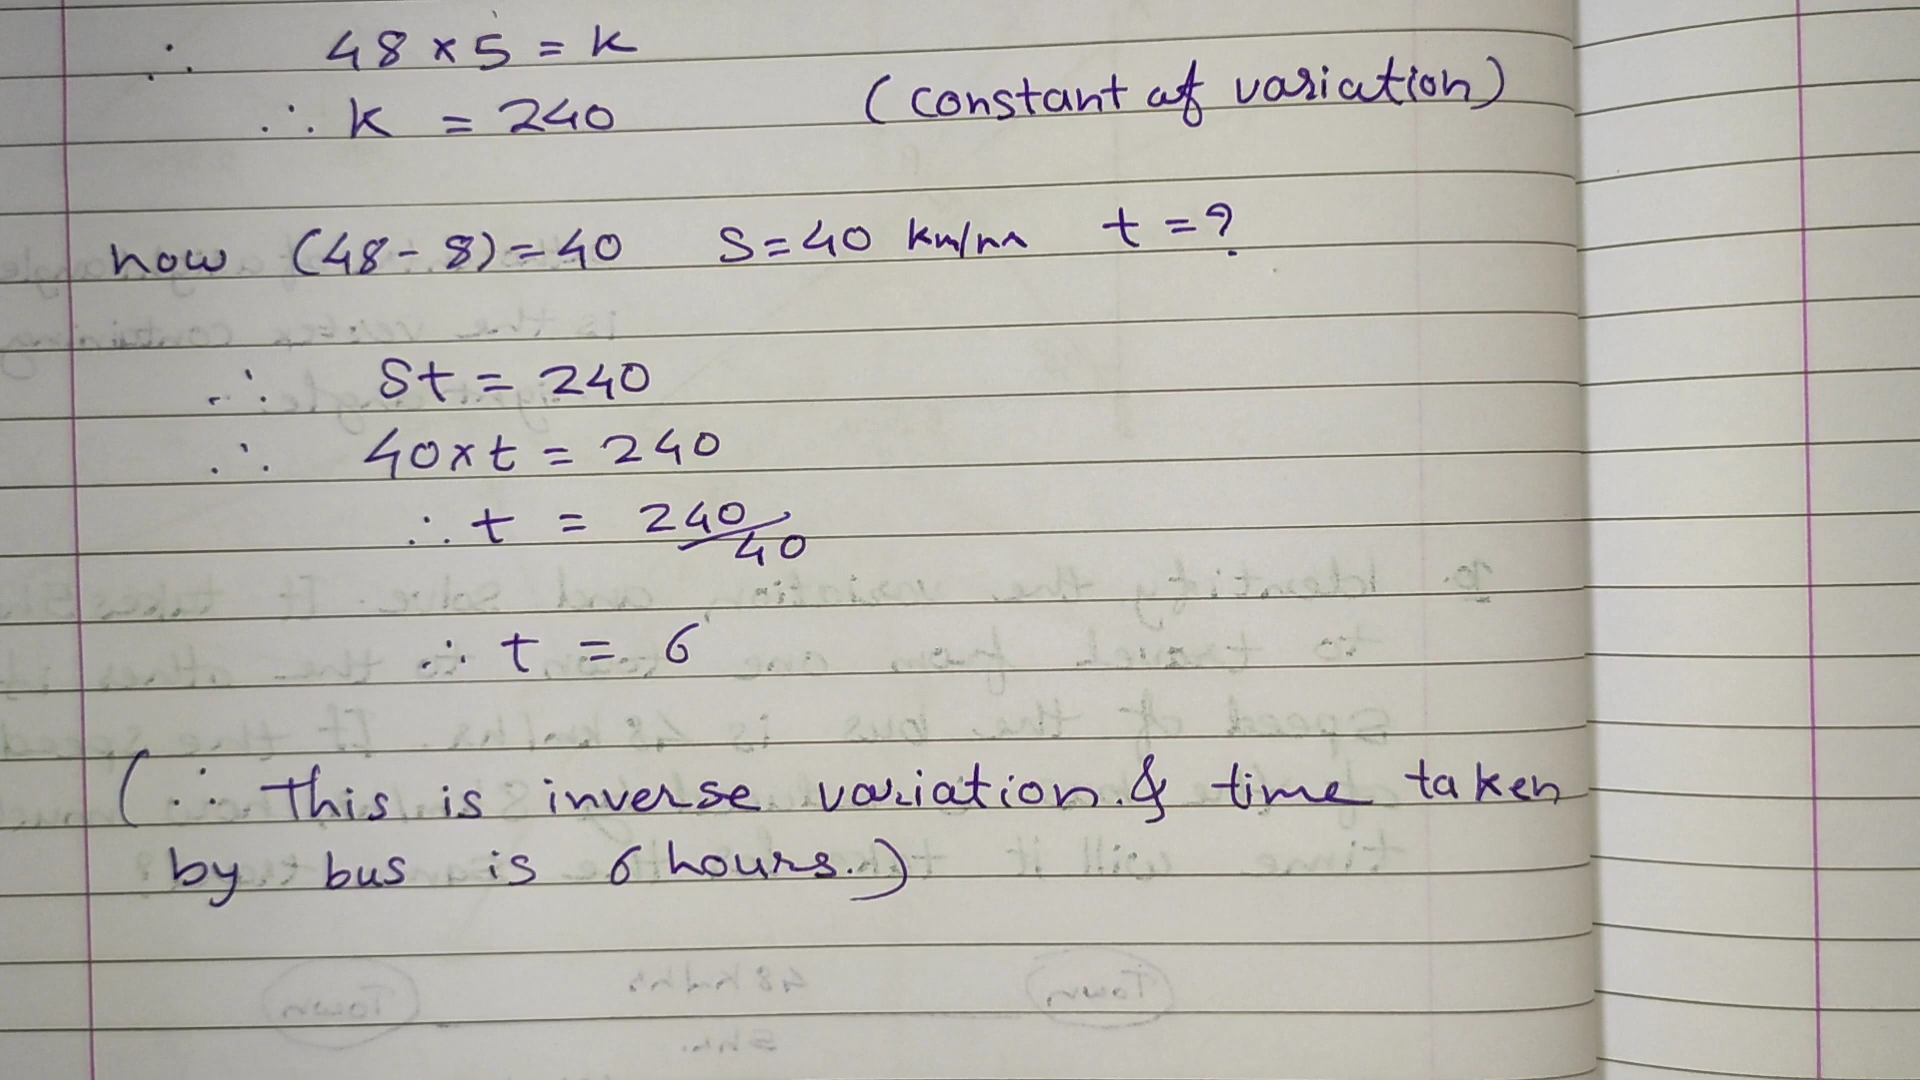 ∴ 48 × 5 = k
∴ k = 240 (constant of variation)
now (48 - 8) = 40 S = 40 km/hr t = ?
∴ St = 240
∴ 40 × t = 240
∴ t = 240/40
∴ t = 6
(∴ This is inverse variation. & time taken
by bus is 6 hours.)